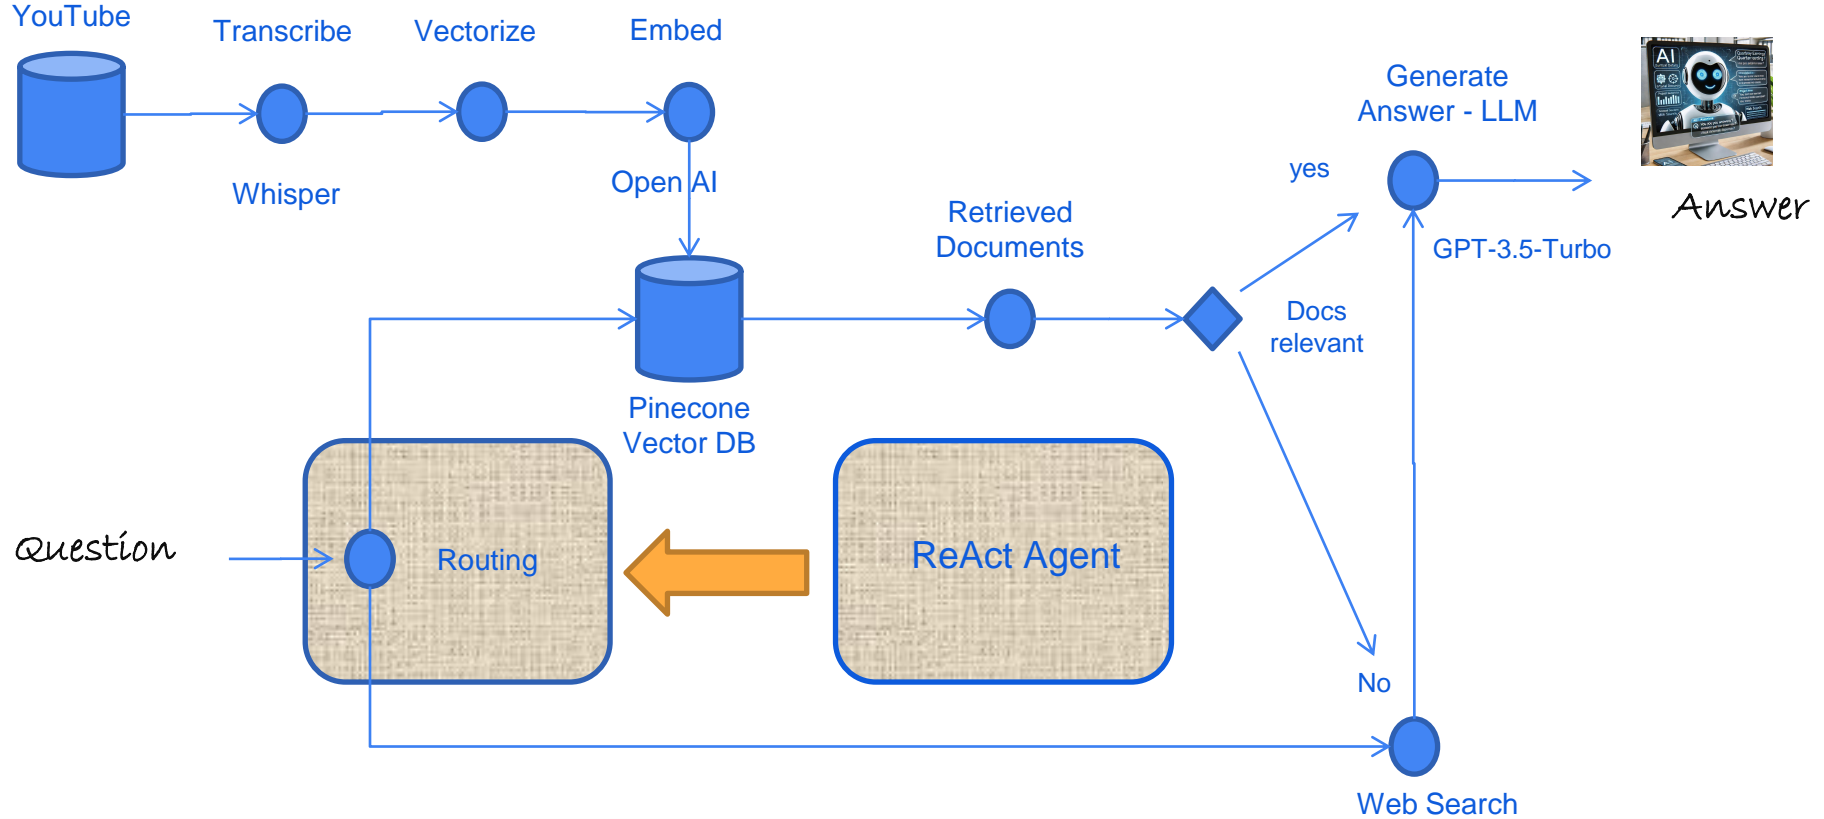 YouTube
Transcribe
Vectorize
Embed
Whisper
Open AI
Generate
Answer - LLM
AI
yes
Answer
GPT-3.5-Turbo
Retrieved
Documents
Docs
relevant
Pinecone
Vector DB
Question
Routing
ReAct Agent
No
Web Search